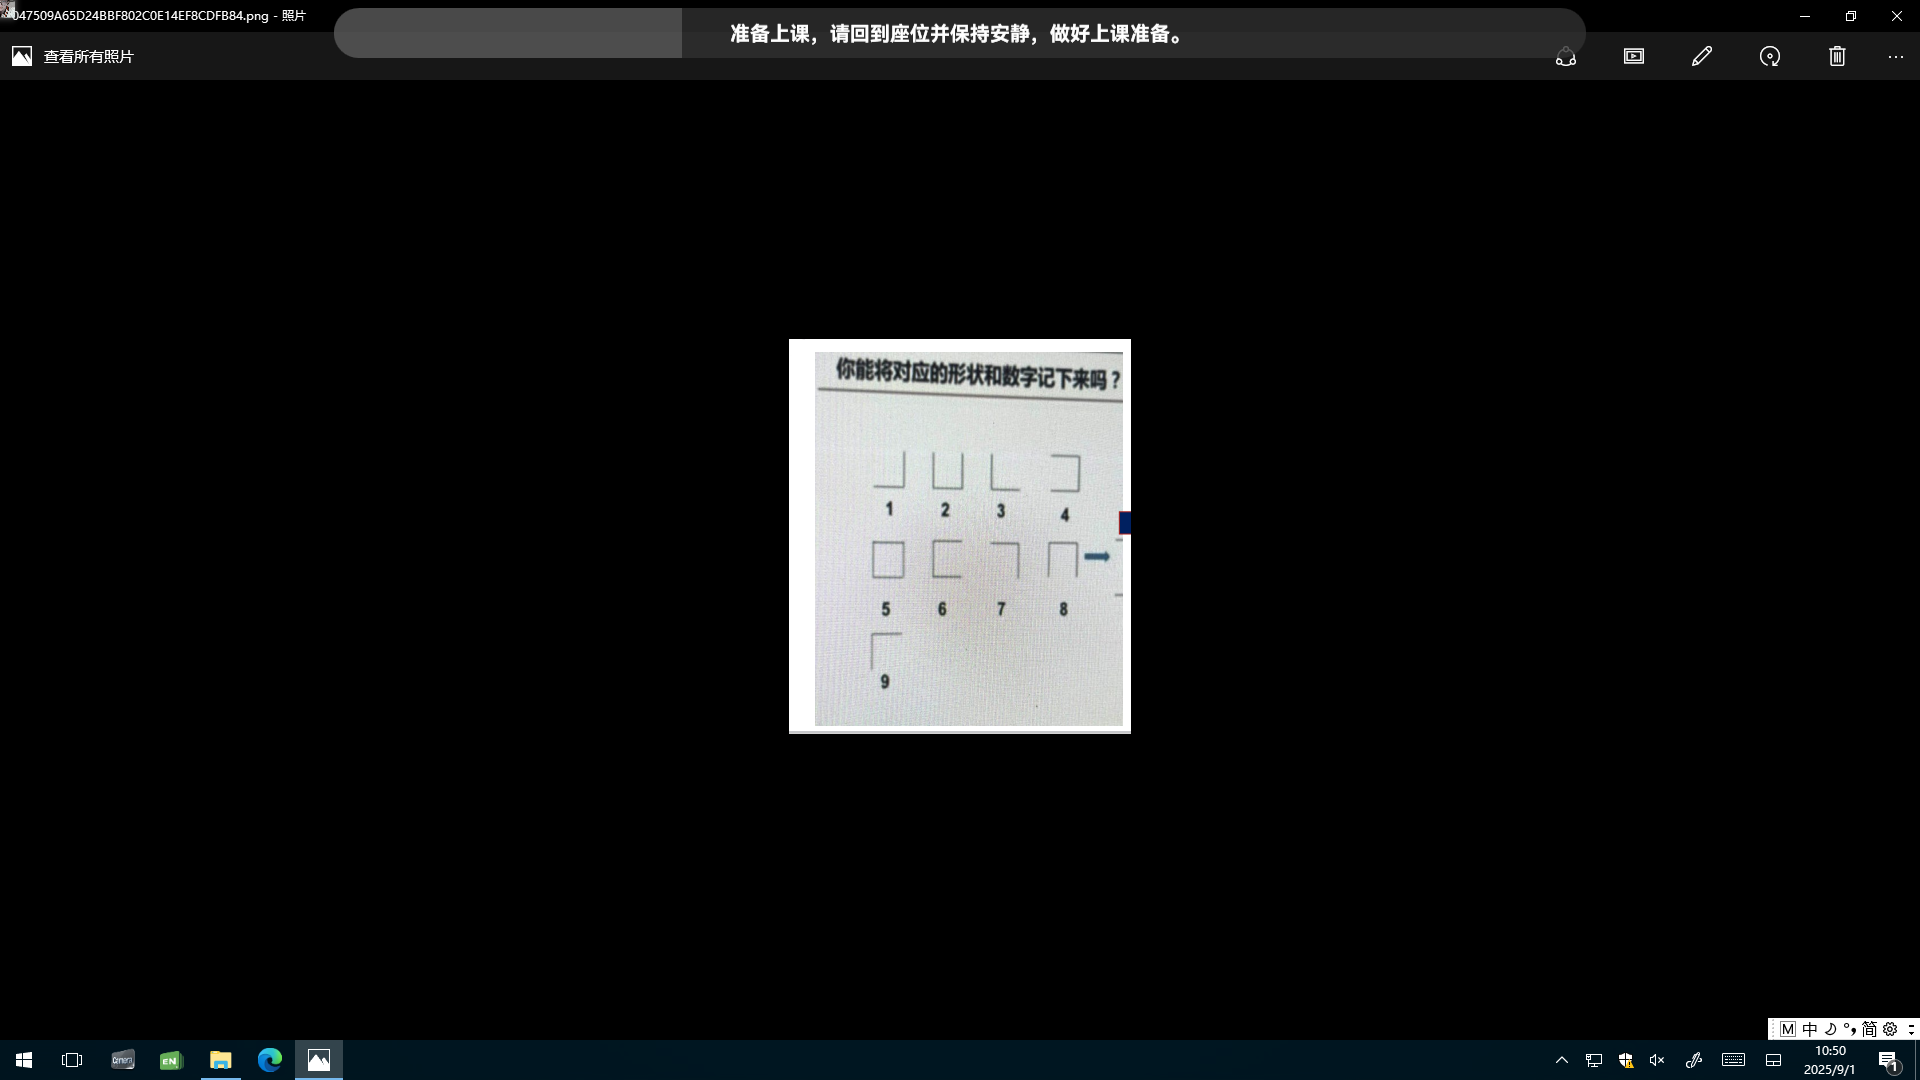 047509A65D24BBF802C0E14EF8CDFB84.png - 照片
准备上课，请回到座位并保持安静，做好上课准备。
查看所有照片
你能将对应的形状和数字记下来吗？
1 2 3 4
5 6 7 8
9
M 中 简
Camera
EN
10:50
2025/9/1
1